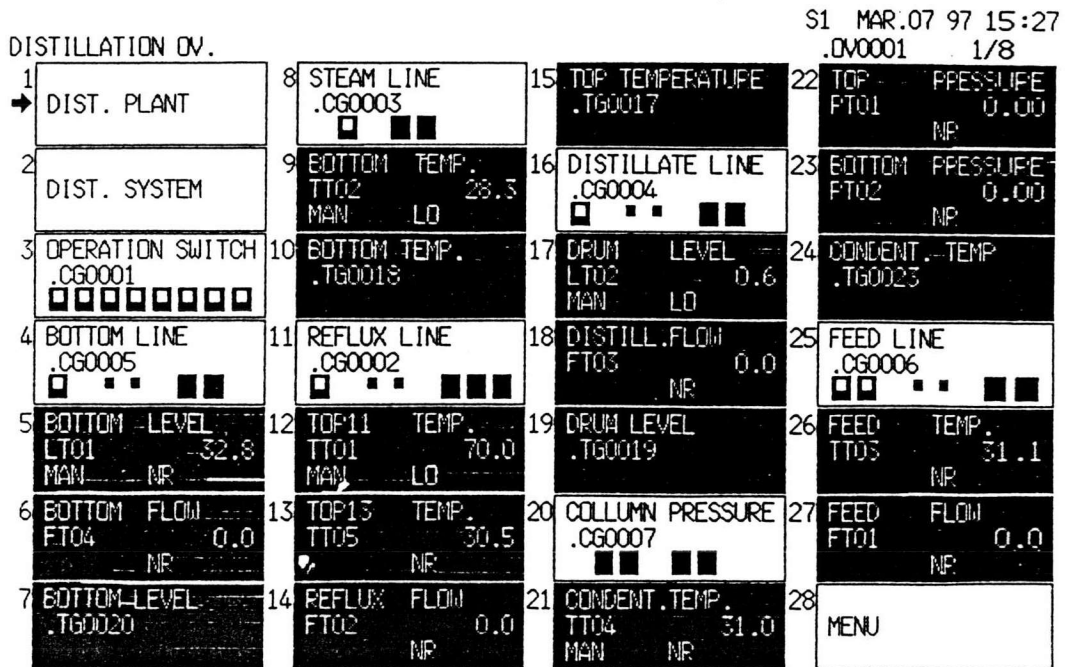 S1 MAR.07 97 15:27
DISTILLATION OV.
.OV0001 1/8
1
DIST. PLANT
2
DIST. SYSTEM
3 OPERATION SWITCH
.CG0001
4 BOTTOM LINE
.CG0005
5 BOTTOM LEVEL
LT01 32.8
MAN NR
6 BOTTOM FLOW
FT04 0.0
NR
7 BOTTOM LEVEL
.TG0020
8 STEAM LINE
.CG0003
9 BOTTOM TEMP.
TT02 28.3
MAN LO
10 BOTTOM TEMP.
.TG0018
11 REFLUX LINE
.CG0002
12 TOP11 TEMP.
TT01 70.0
MAN LO
13 TOP13 TEMP.
TT05 30.5
NR
14 REFLUX FLOW
FT02 0.0
NR
15 TOP TEMPERATURE
.TG0017
16 DISTILLATE LINE
.CG0004
17 DRUM LEVEL
LT02 0.6
MAN LO
18 DISTILL.FLOW
FT03 0.0
NR
19 DRUM LEVEL
.TG0019
20 COLLUMN PRESSURE
.CG0007
21 CONDENT.TEMP.
TT04 31.0
MAN NR
22 TOP PRESSURE
PT01 0.00
NR
23 BOTTOM PRESSURE
PT02 0.00
NR
24 CONDENT. TEMP
.TG0023
25 FEED LINE
.CG0006
26 FEED TEMP.
TT03 31.1
NR
27 FEED FLOW
FT01 0.0
NR
28
MENU